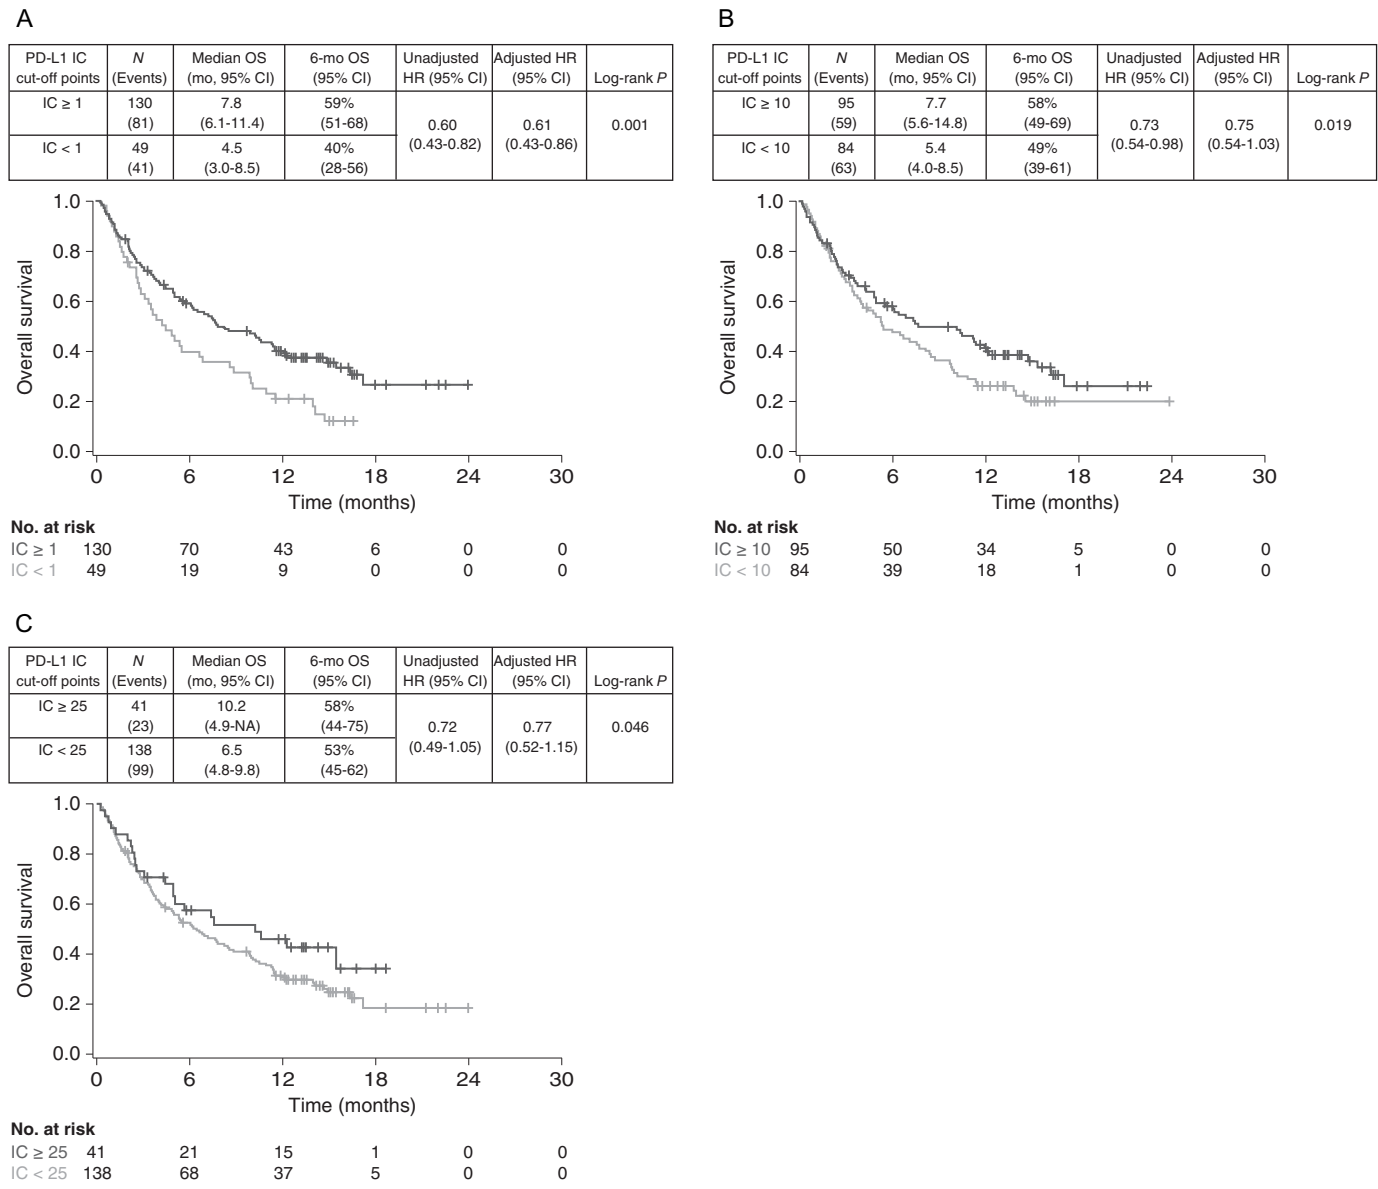 A
PD-L1 IC cut-off points N (Events) Median OS (mo, 95% CI) 6-mo OS (95% CI) Unadjusted HR (95% CI) Adjusted HR (95% CI) Log-rank P
IC ≥ 1 130 (81) 7.8 (6.1-11.4) 59% (51-68) 0.60 (0.43-0.82) 0.61 (0.43-0.86) 0.001
IC < 1 49 (41) 4.5 (3.0-8.5) 40% (28-56)
1.0
0.8
0.6
0.4
0.2
0.0
Overall survival
0 6 12 18 24 30
Time (months)
No. at risk
IC ≥ 1 130 70 43 6 0 0
IC < 1 49 19 9 0 0 0
B
PD-L1 IC cut-off points N (Events) Median OS (mo, 95% CI) 6-mo OS (95% CI) Unadjusted HR (95% CI) Adjusted HR (95% CI) Log-rank P
IC ≥ 10 95 (59) 7.7 (5.6-14.8) 58% (49-69) 0.73 (0.54-0.98) 0.75 (0.54-1.03) 0.019
IC < 10 84 (63) 5.4 (4.0-8.5) 49% (39-61)
1.0
0.8
0.6
0.4
0.2
0.0
Overall survival
0 6 12 18 24 30
Time (months)
No. at risk
IC ≥ 10 95 50 34 5 0 0
IC < 10 84 39 18 1 0 0
C
PD-L1 IC cut-off points N (Events) Median OS (mo, 95% CI) 6-mo OS (95% CI) Unadjusted HR (95% CI) Adjusted HR (95% CI) Log-rank P
IC ≥ 25 41 (23) 10.2 (4.9-NA) 58% (44-75) 0.72 (0.49-1.05) 0.77 (0.52-1.15) 0.046
IC < 25 138 (99) 6.5 (4.8-9.8) 53% (45-62)
1.0
0.8
0.6
0.4
0.2
0.0
Overall survival
0 6 12 18 24 30
Time (months)
No. at risk
IC ≥ 25 41 21 15 1 0 0
IC < 25 138 68 37 5 0 0